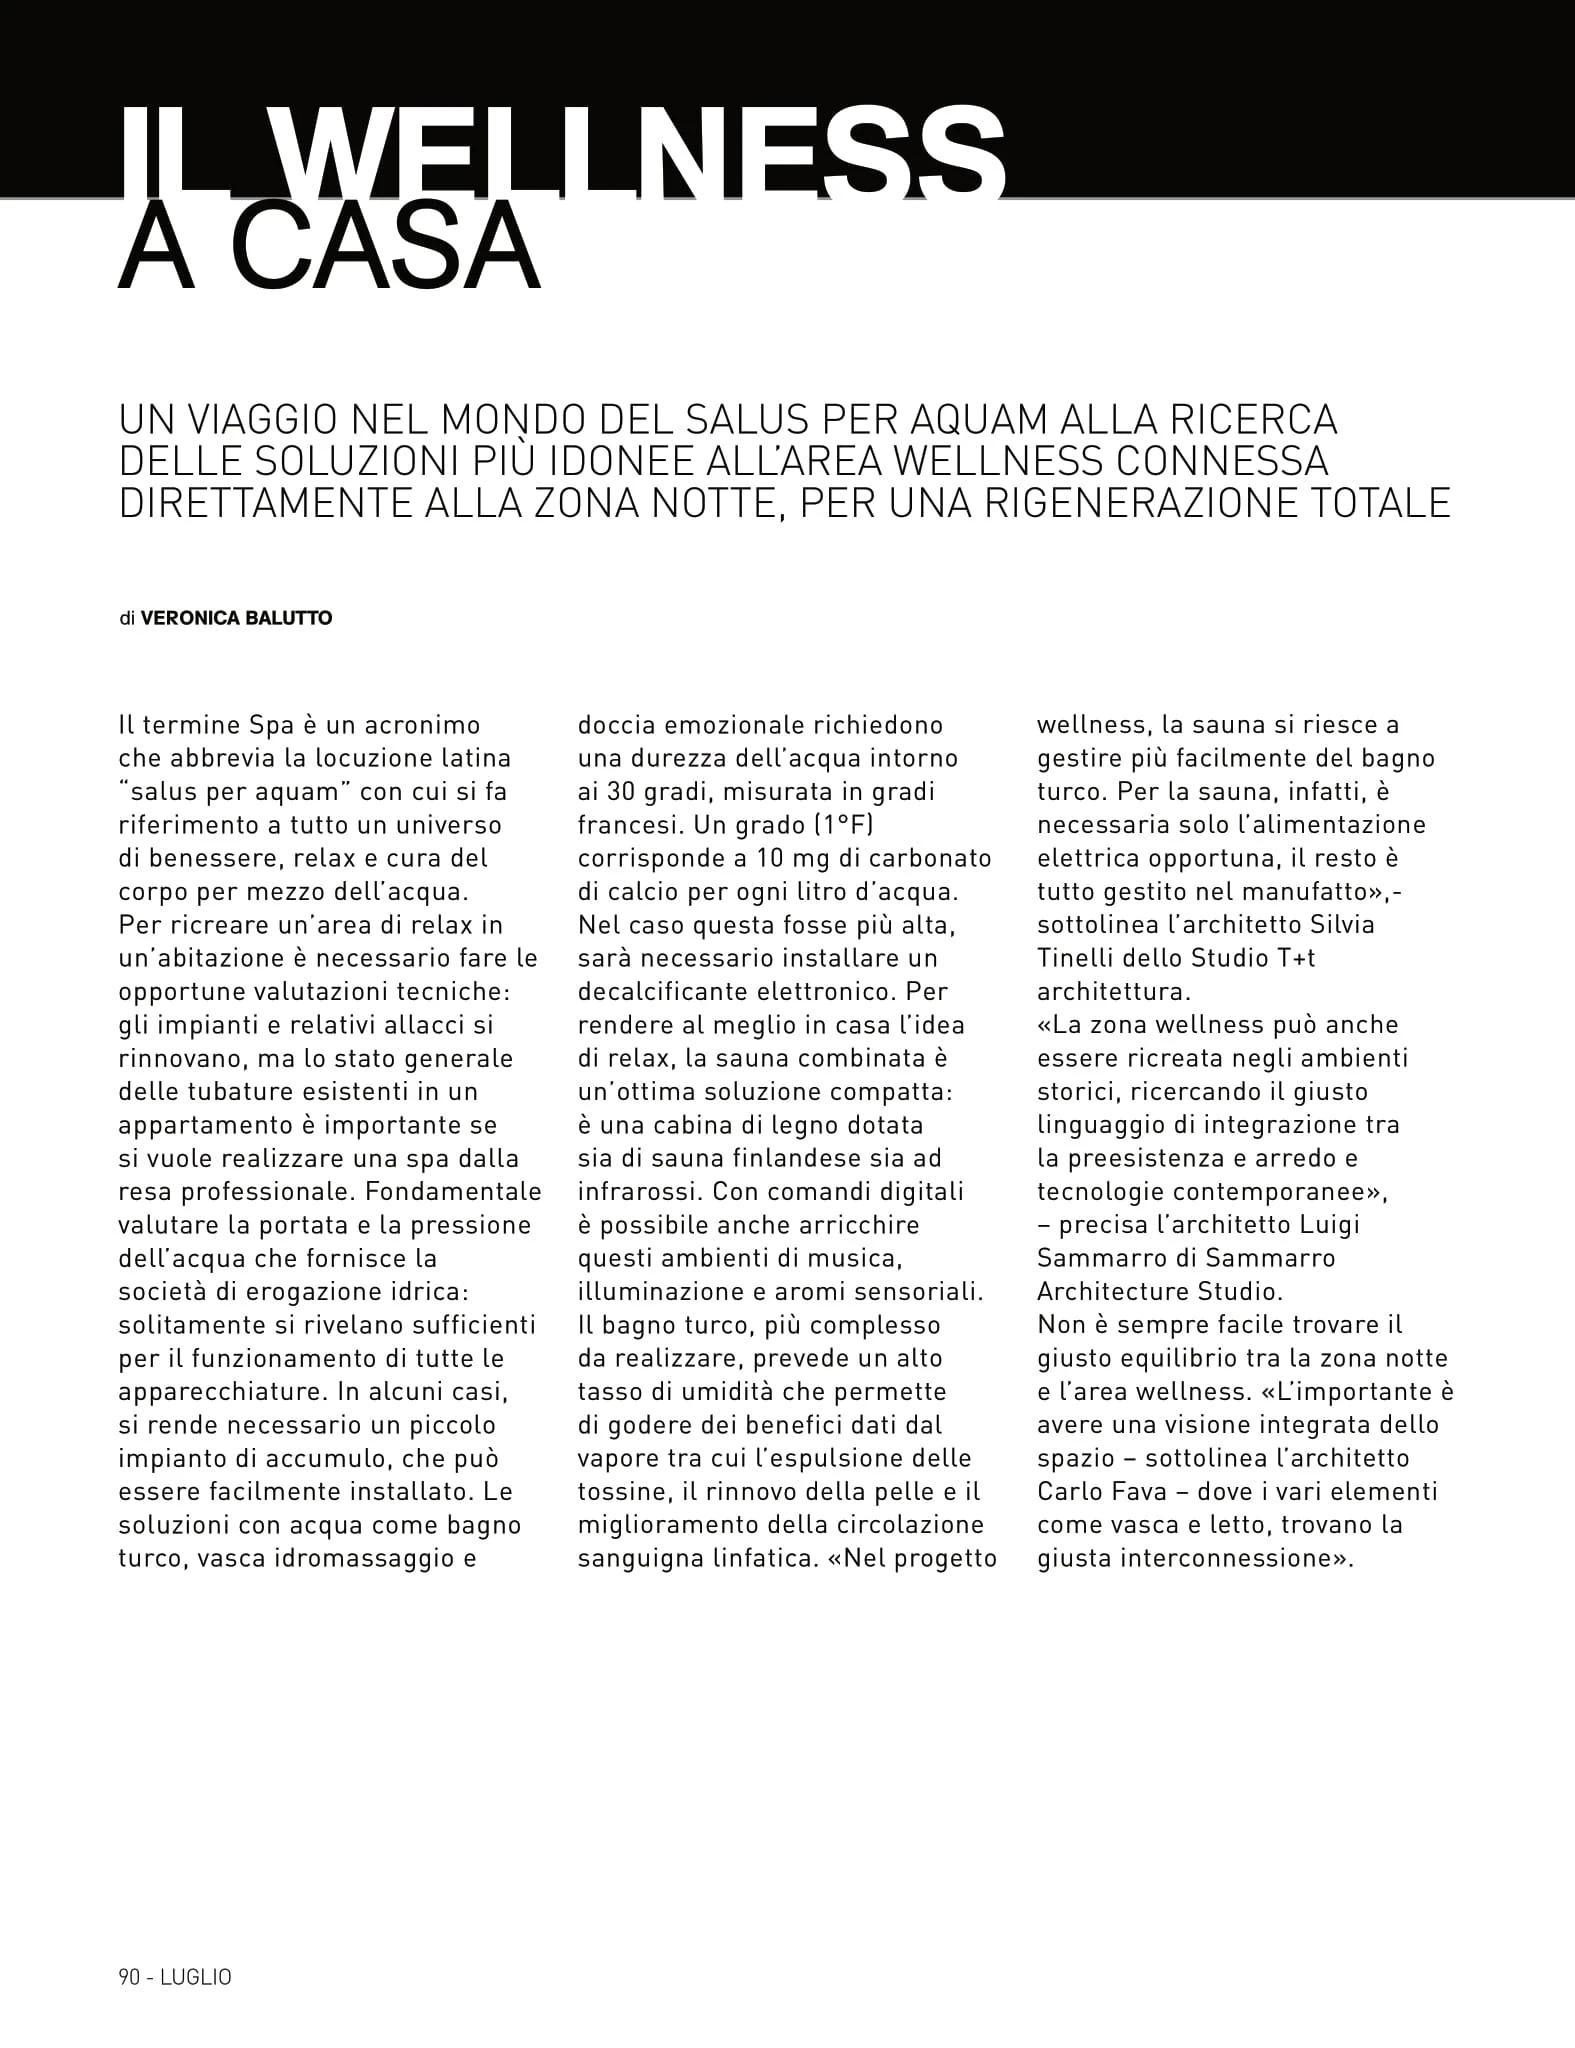 IL WELLNESS
A CASA
UN VIAGGIO NEL MONDO DEL SALUS PER AQUAM ALLA RICERCA
DELLE SOLUZIONI PIÙ IDONEE ALL'AREA WELLNESS CONNESSA
DIRETTAMENTE ALLA ZONA NOTTE, PER UNA RIGENERAZIONE TOTALE
di VERONICA BALUTTO
Il termine Spa è un acronimo
che abbrevia la locuzione latina
“salus per aquam” con cui si fa
riferimento a tutto un universo
di benessere, relax e cura del
corpo per mezzo dell'acqua.
Per ricreare un'area di relax in
un'abitazione è necessario fare le
opportune valutazioni tecniche:
gli impianti e relativi allacci si
rinnovano, ma lo stato generale
delle tubature esistenti in un
appartamento è importante se
si vuole realizzare una spa dalla
resa professionale. Fondamentale
valutare la portata e la pressione
dell'acqua che fornisce la
società di erogazione idrica:
solitamente si rivelano sufficienti
per il funzionamento di tutte le
apparecchiature. In alcuni casi,
si rende necessario un piccolo
impianto di accumulo, che può
essere facilmente installato. Le
soluzioni con acqua come bagno
turco, vasca idromassaggio e
doccia emozionale richiedono
una durezza dell'acqua intorno
ai 30 gradi, misurata in gradi
francesi. Un grado (1°F)
corrisponde a 10 mg di carbonato
di calcio per ogni litro d'acqua.
Nel caso questa fosse più alta,
sarà necessario installare un
decalcificante elettronico. Per
rendere al meglio in casa l'idea
di relax, la sauna combinata è
un'ottima soluzione compatta:
è una cabina di legno dotata
sia di sauna finlandese sia ad
infrarossi. Con comandi digitali
è possibile anche arricchire
questi ambienti di musica,
illuminazione e aromi sensoriali.
Il bagno turco, più complesso
da realizzare, prevede un alto
tasso di umidità che permette
di godere dei benefici dati dal
vapore tra cui l'espulsione delle
tossine, il rinnovo della pelle e il
miglioramento della circolazione
sanguigna linfatica. «Nel progetto
wellness, la sauna si riesce a
gestire più facilmente del bagno
turco. Per la sauna, infatti, è
necessaria solo l'alimentazione
elettrica opportuna, il resto è
tutto gestito nel manufatto»,-
sottolinea l'architetto Silvia
Tinelli dello Studio T+t
architettura.
«La zona wellness può anche
essere ricreata negli ambienti
storici, ricercando il giusto
linguaggio di integrazione tra
la preesistenza e arredo e
tecnologie contemporanee»,
– precisa l'architetto Luigi
Sammarro di Sammarro
Architecture Studio.
Non è sempre facile trovare il
giusto equilibrio tra la zona notte
e l'area wellness. «L'importante è
avere una visione integrata dello
spazio – sottolinea l'architetto
Carlo Fava – dove i vari elementi
come vasca e letto, trovano la
giusta interconnessione».
90 - LUGLIO